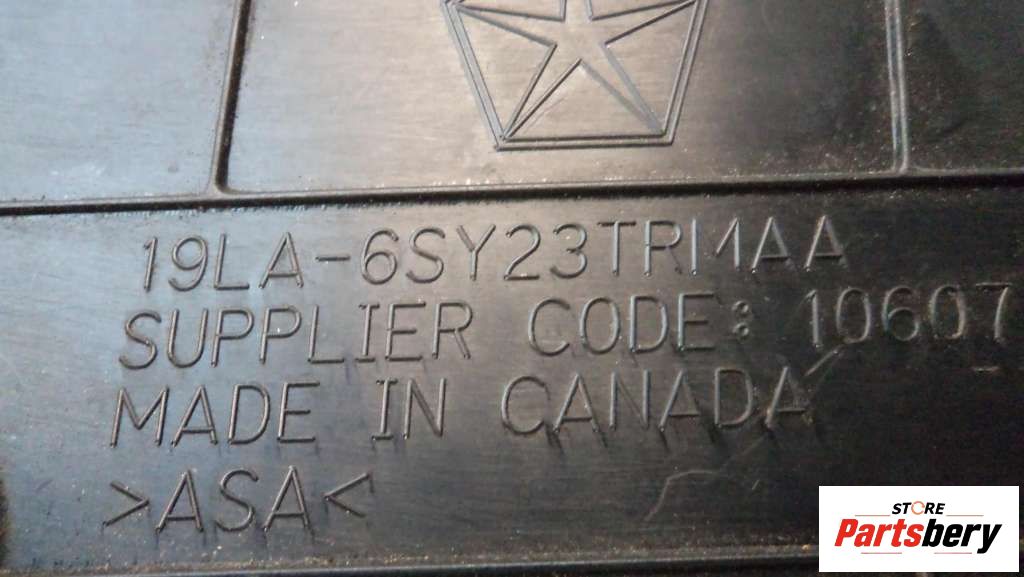 19LA-6SY23TRMAA
SUPPLIER CODE: 10607
MADE IN CANADA
>ASA<
STORE
Partsbery